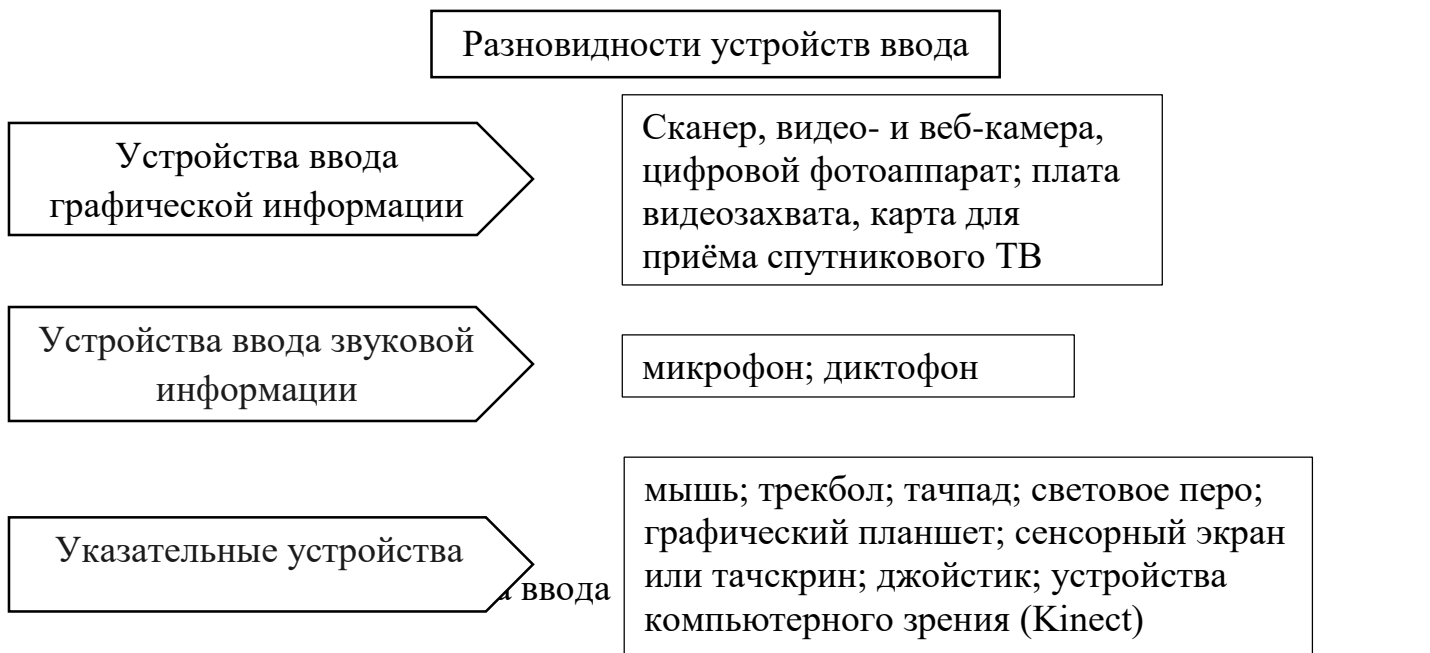 Разновидности устройств ввода
Устройства ввода
графической информации
Сканер, видео- и веб-камера,
цифровой фотоаппарат; плата
видеозахвата, карта для
приёма спутникового ТВ
Устройства ввода звуковой
информации
микрофон; диктофон
Указательные устройства
ввода
мышь; трекбол; тачпад; световое перо;
графический планшет; сенсорный экран
или тачскрин; джойстик; устройства
компьютерного зрения (Kinect)